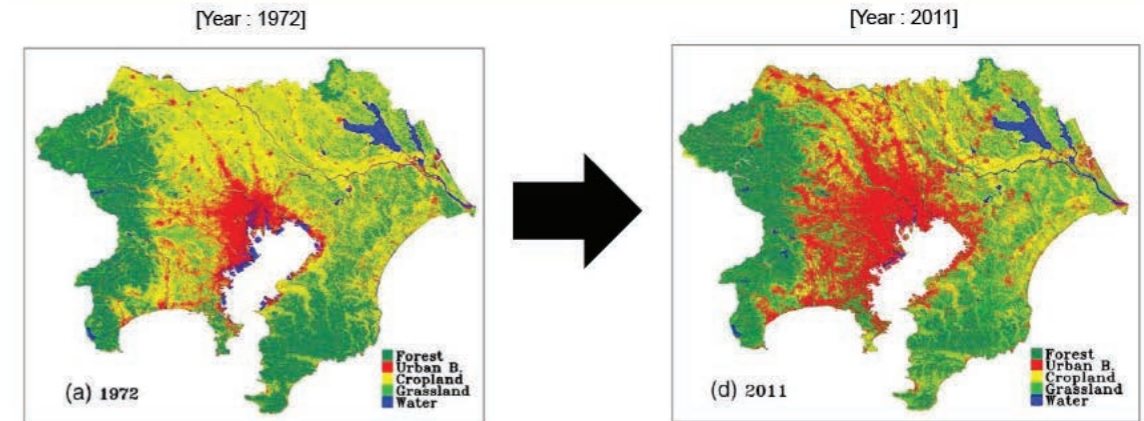 [Year : 1972]
[Year : 2011]
Forest
Urban B.
Cropland
Grassland
Water
(a) 1972
Forest
Urban B.
Cropland
Grassland
Water
(d) 2011